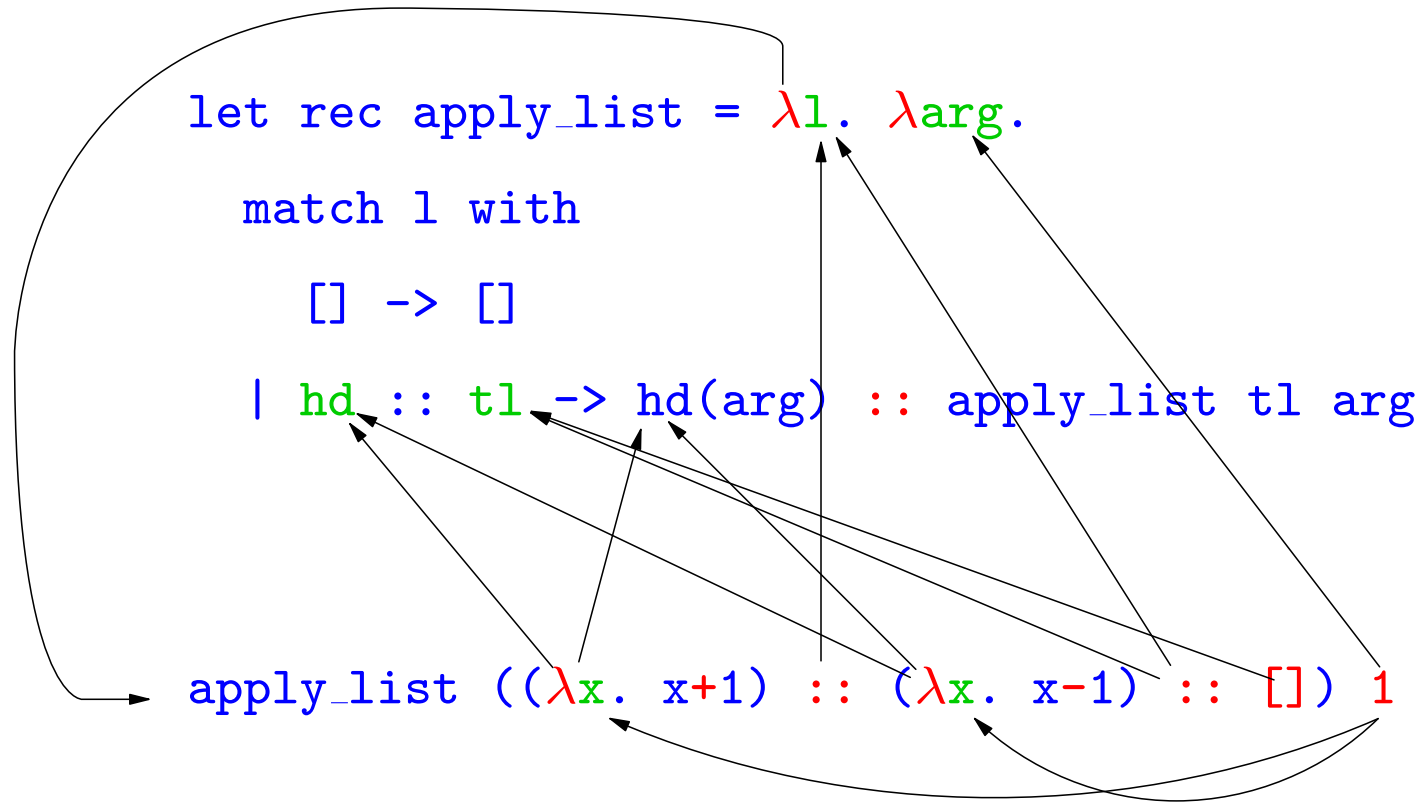 let rec apply_list = λl. λarg.
match l with
[] -> []
| hd :: tl -> hd(arg) :: apply_list tl arg
apply_list ((λx. x+1) :: (λx. x-1) :: []) 1